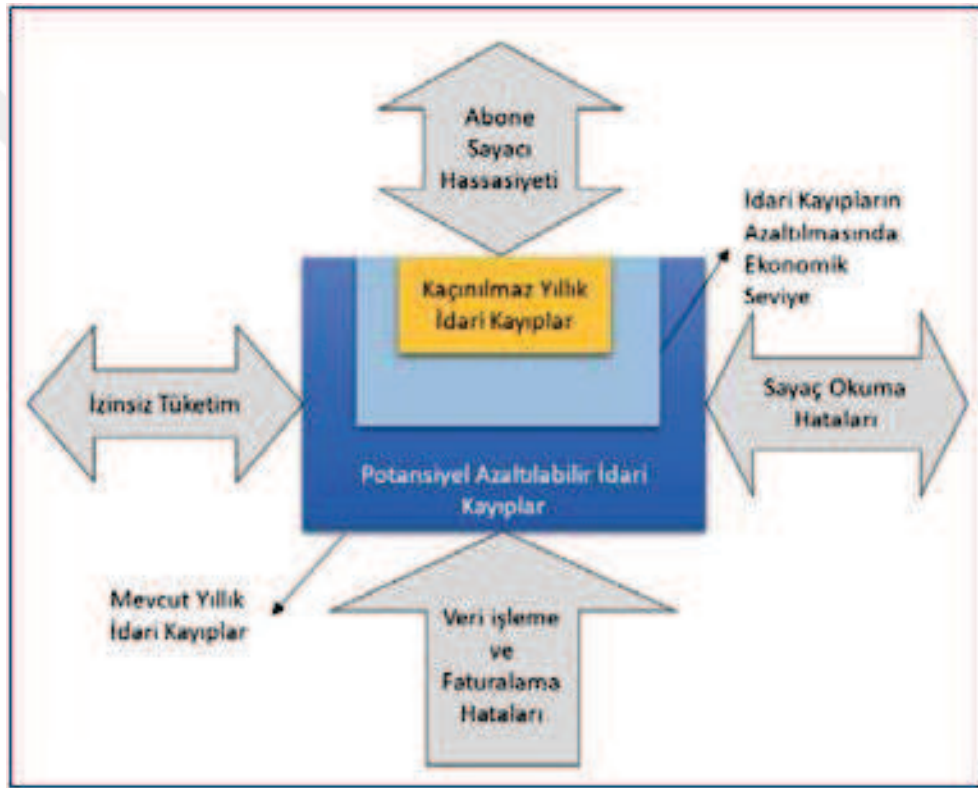 Abone
Sayacı
Hassasiyeti
İdari Kayıpların
Azaltılmasında
Ekonomik
Seviye
Kaçınılmaz Yıllık
İdari Kayıplar
İzinsiz Tüketim
Sayaç Okuma
Hataları
Potansiyel Azaltılabilir İdari
Kayıplar
Mevcut Yıllık
İdari Kayıplar
Veri işleme
ve
Faturalama
Hataları